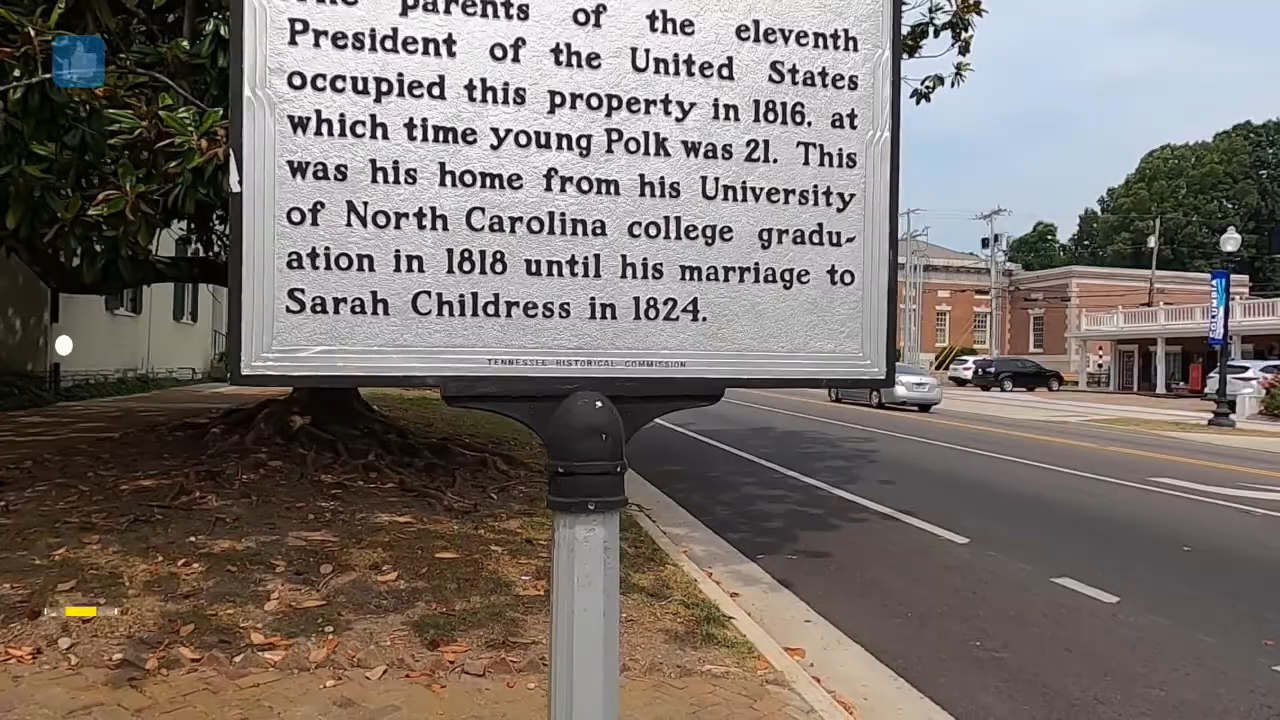 The parents of the eleventh
President of the United States
occupied this property in 1816, at
which time young Polk was 21. This
was his home from his University
of North Carolina college gradu-
ation in 1818 until his marriage to
Sarah Childress in 1824.
TENNESSEE HISTORICAL COMMISSION
COLUMBIA